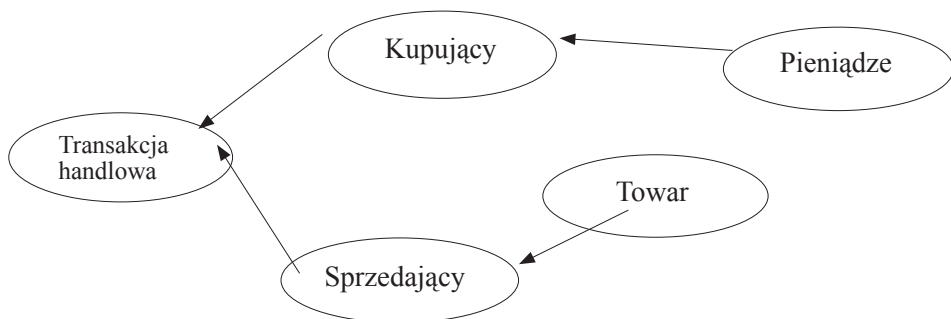 Kupujący
Pieniądze
Transakcja
handlowa
Towar
Sprzedający